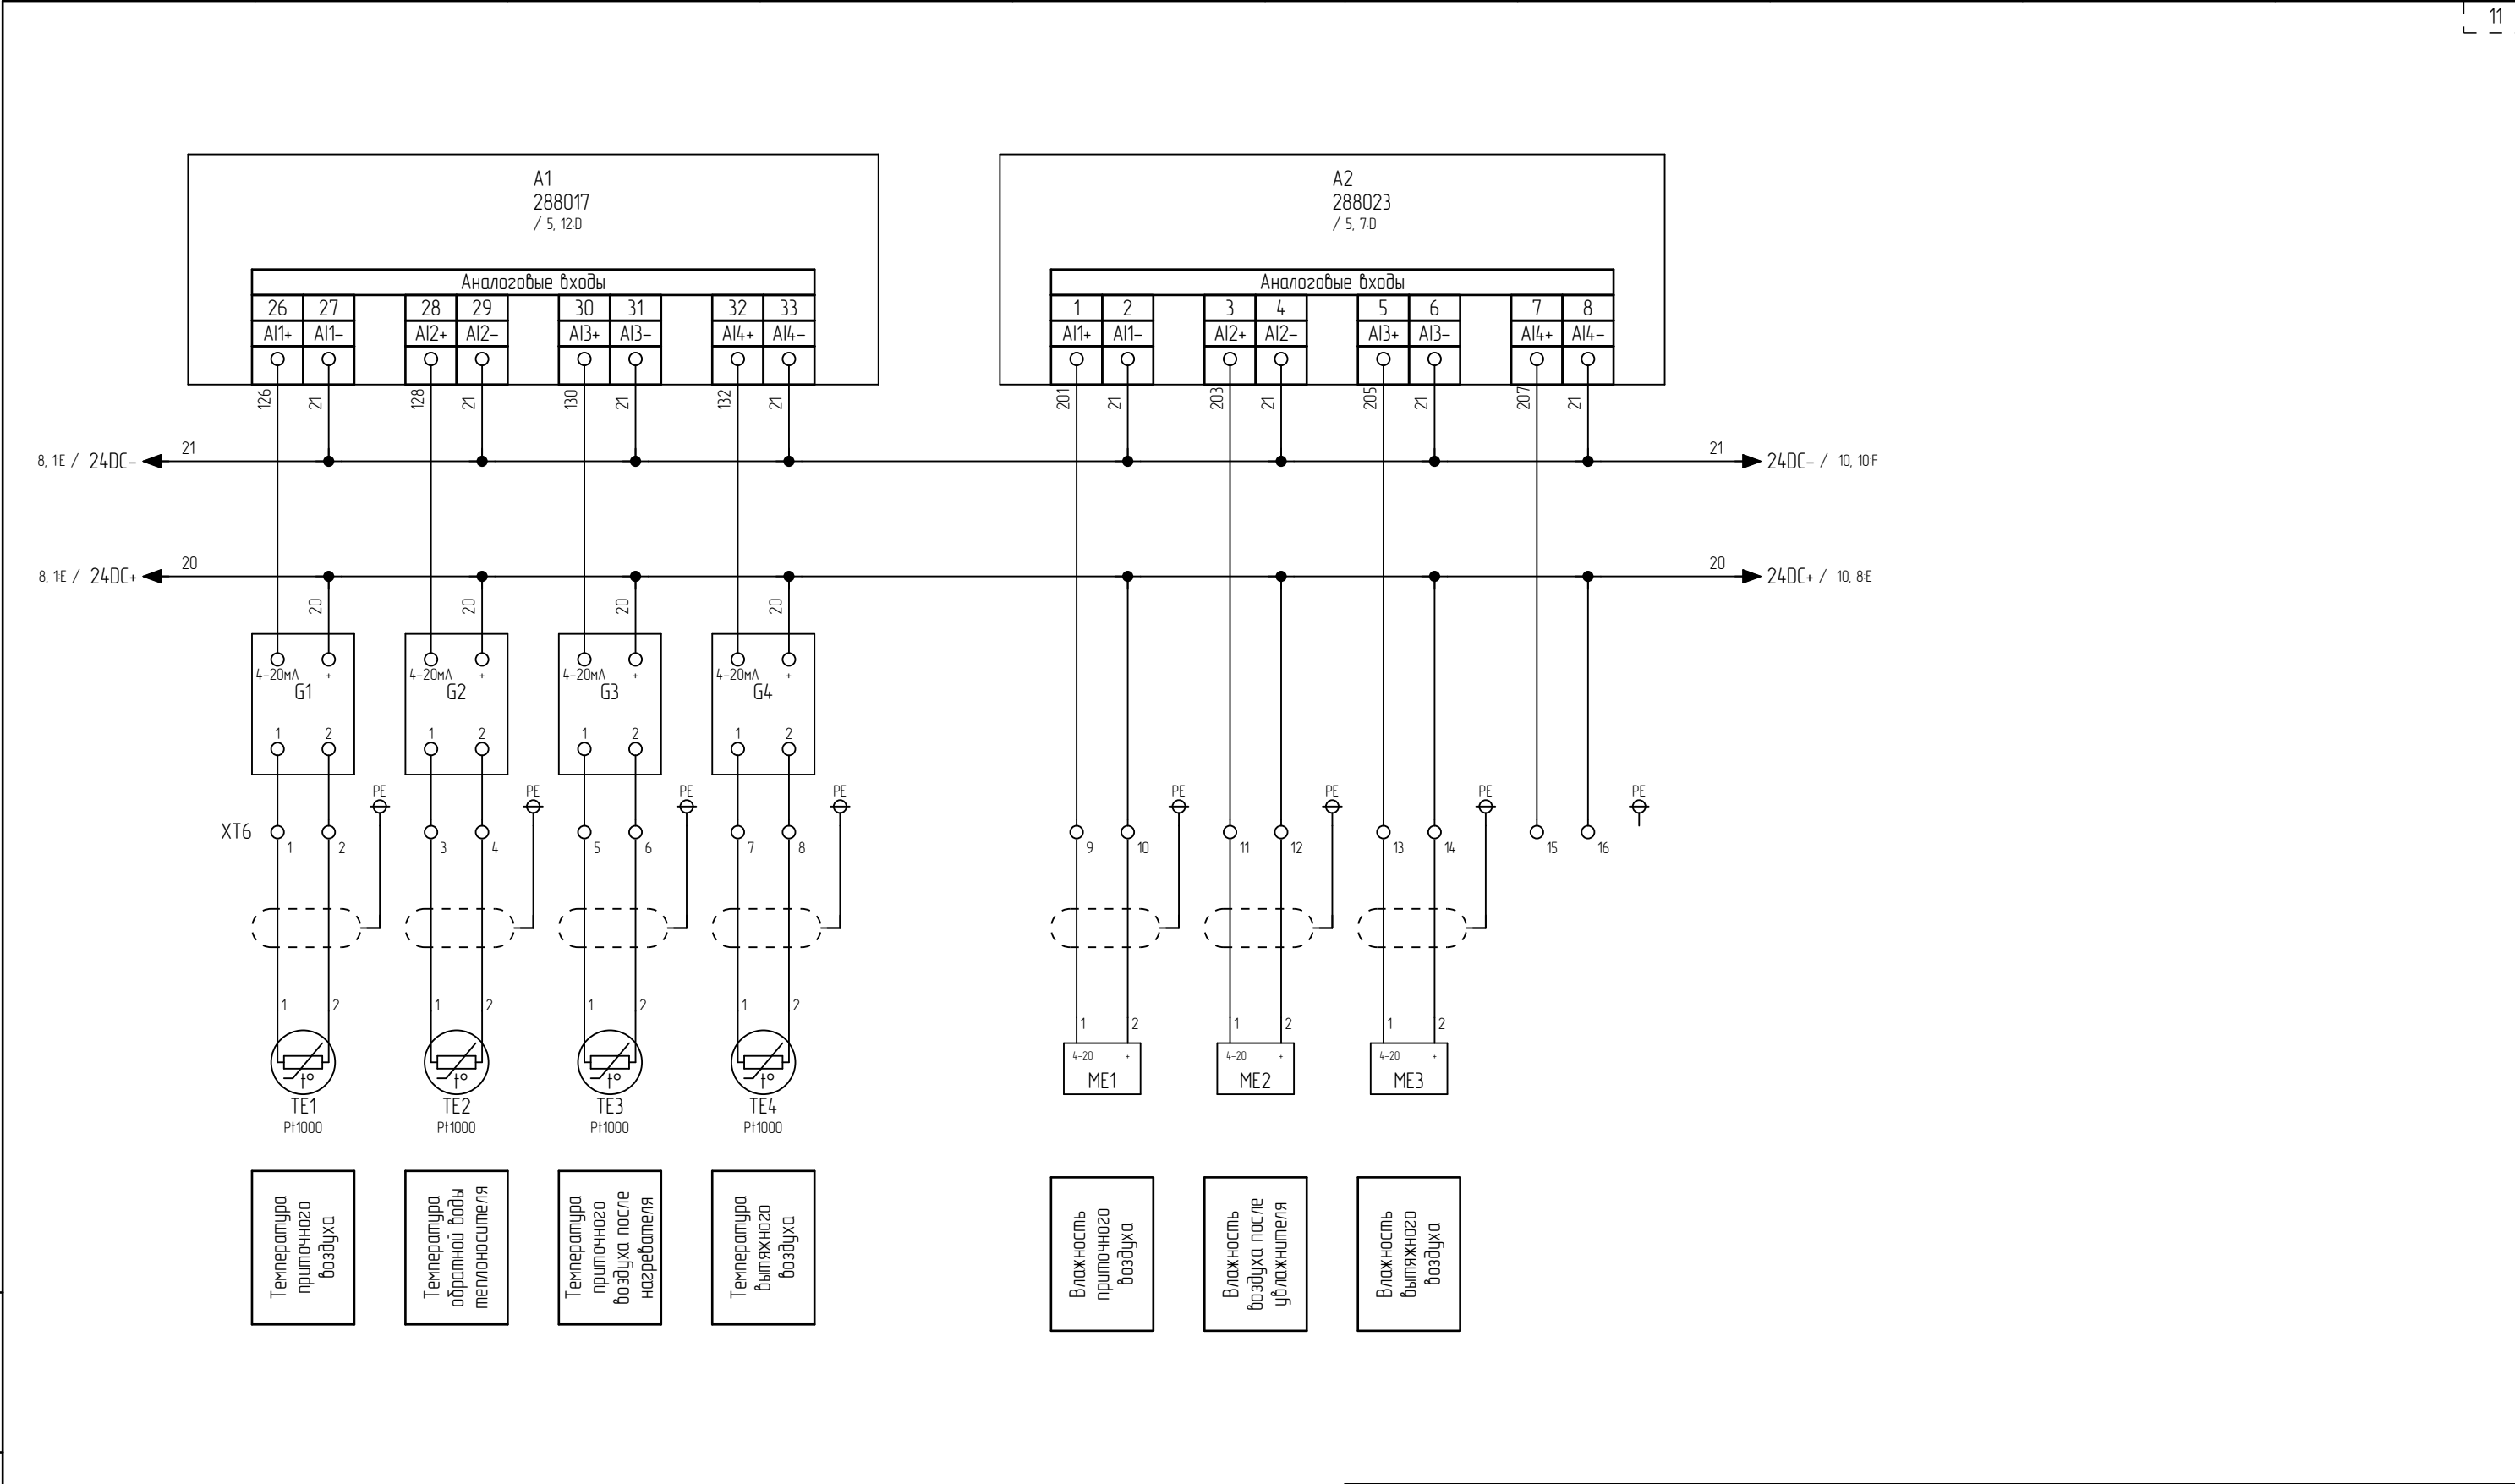 11
A1
288017
/ 5, 12:D
A2
288023
/ 5, 7:D
Аналоговые входы
Аналоговые входы
26 27 28 29 30 31 32 33
1 2 3 4 5 6 7 8
AI1+ AI1- AI2+ AI2- AI3+ AI3- AI4+ AI4-
AI1+ AI1- AI2+ AI2- AI3+ AI3- AI4+ AI4-
126 21 128 21 130 21 132 21
201 21 203 21 205 21 207 21
21 21
8, 1:E / 24DC-
24DC- / 10, 10:F
20 20
8, 1:E / 24DC+
24DC+ / 10, 8:E
20 20 20 20
4-20мА + 4-20мА + 4-20мА + 4-20мА +
G1 G2 G3 G4
1 2 1 2 1 2 1 2
PE PE PE PE PE PE PE PE
XT6
1 2 3 4 5 6 7 8 9 10 11 12 13 14 15 16
1 2 1 2 1 2 1 2
1 2 1 2 1 2
4-20 + 4-20 + 4-20 +
ME1 ME2 ME3
t° t° t° t°
TE1 TE2 TE3 TE4
Pt1000 Pt1000 Pt1000 Pt1000
Температура
приточного
воздуха
Температура
обратной воды
теплоносителя
Температура
приточного
воздуха после
нагревателя
Температура
вытяжного
воздуха
Влажность
приточного
воздуха
Влажность
воздуха после
увлажнителя
Влажность
вытяжного
воздуха